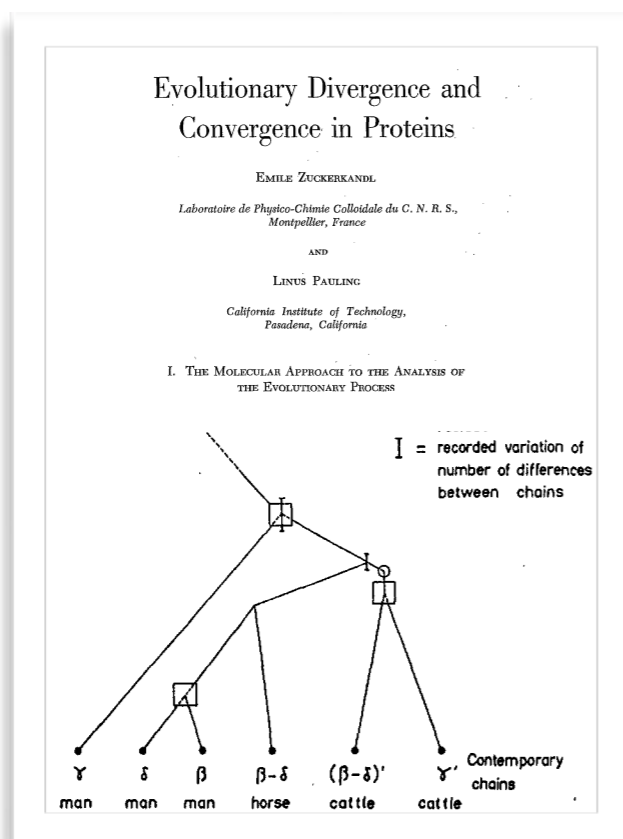 Evolutionary Divergence and
Convergence in Proteins
EMILE ZUCKERKANDL
Laboratoire de Physico-Chimie Colloidale du C. N. R. S.,
Montpellier, France
AND
LINUS PAULING
California Institute of Technology,
Pasadena, California
I. THE MOLECULAR APPROACH TO THE ANALYSIS OF
THE EVOLUTIONARY PROCESS
I = recorded variation of
number of differences
between chains
γ δ β β-δ (β-δ)' γ' Contemporary
chains
man man man horse cattle cattle